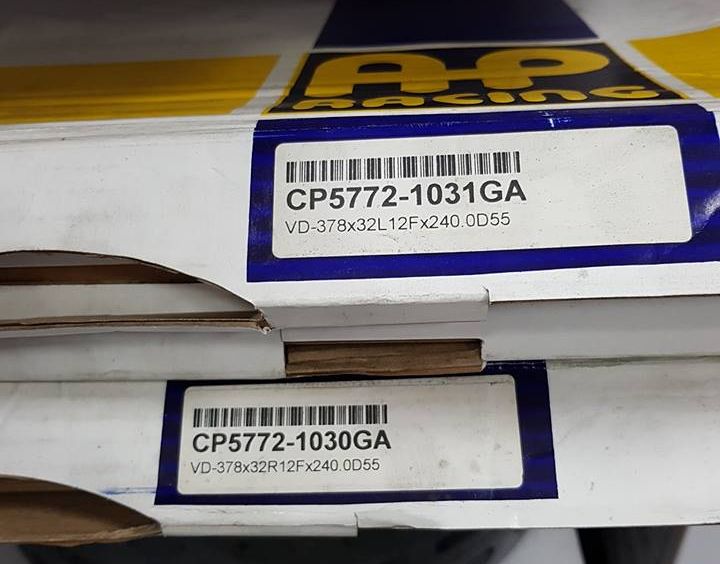 AP
RACING
CP5772-1031GA
VD-378x32L12Fx240.0D55
CP5772-1030GA
VD-378x32R12Fx240.0D55